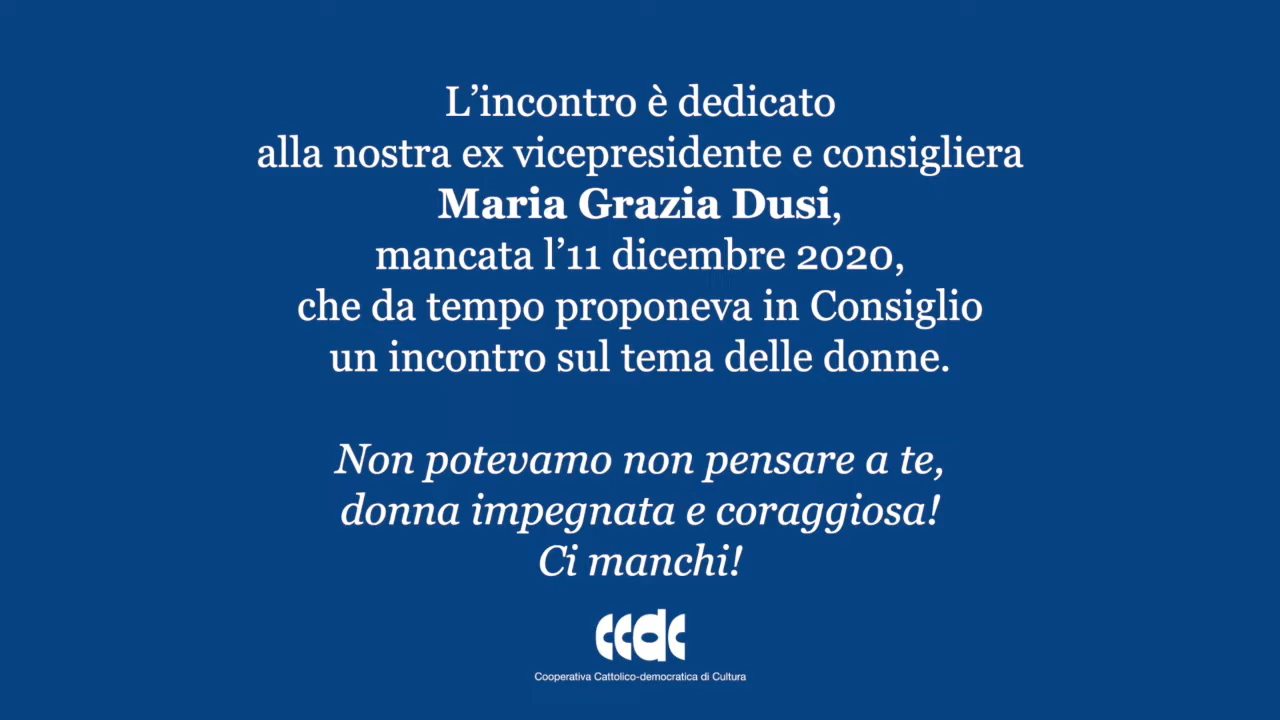 L’incontro è dedicato
alla nostra ex vicepresidente e consigliera
Maria Grazia Dusi,
mancata l’11 dicembre 2020,
che da tempo proponeva in Consiglio
un incontro sul tema delle donne.
Non potevamo non pensare a te,
donna impegnata e coraggiosa!
Ci manchi!
ccdc
Cooperativa Cattolico-democratica di Cultura